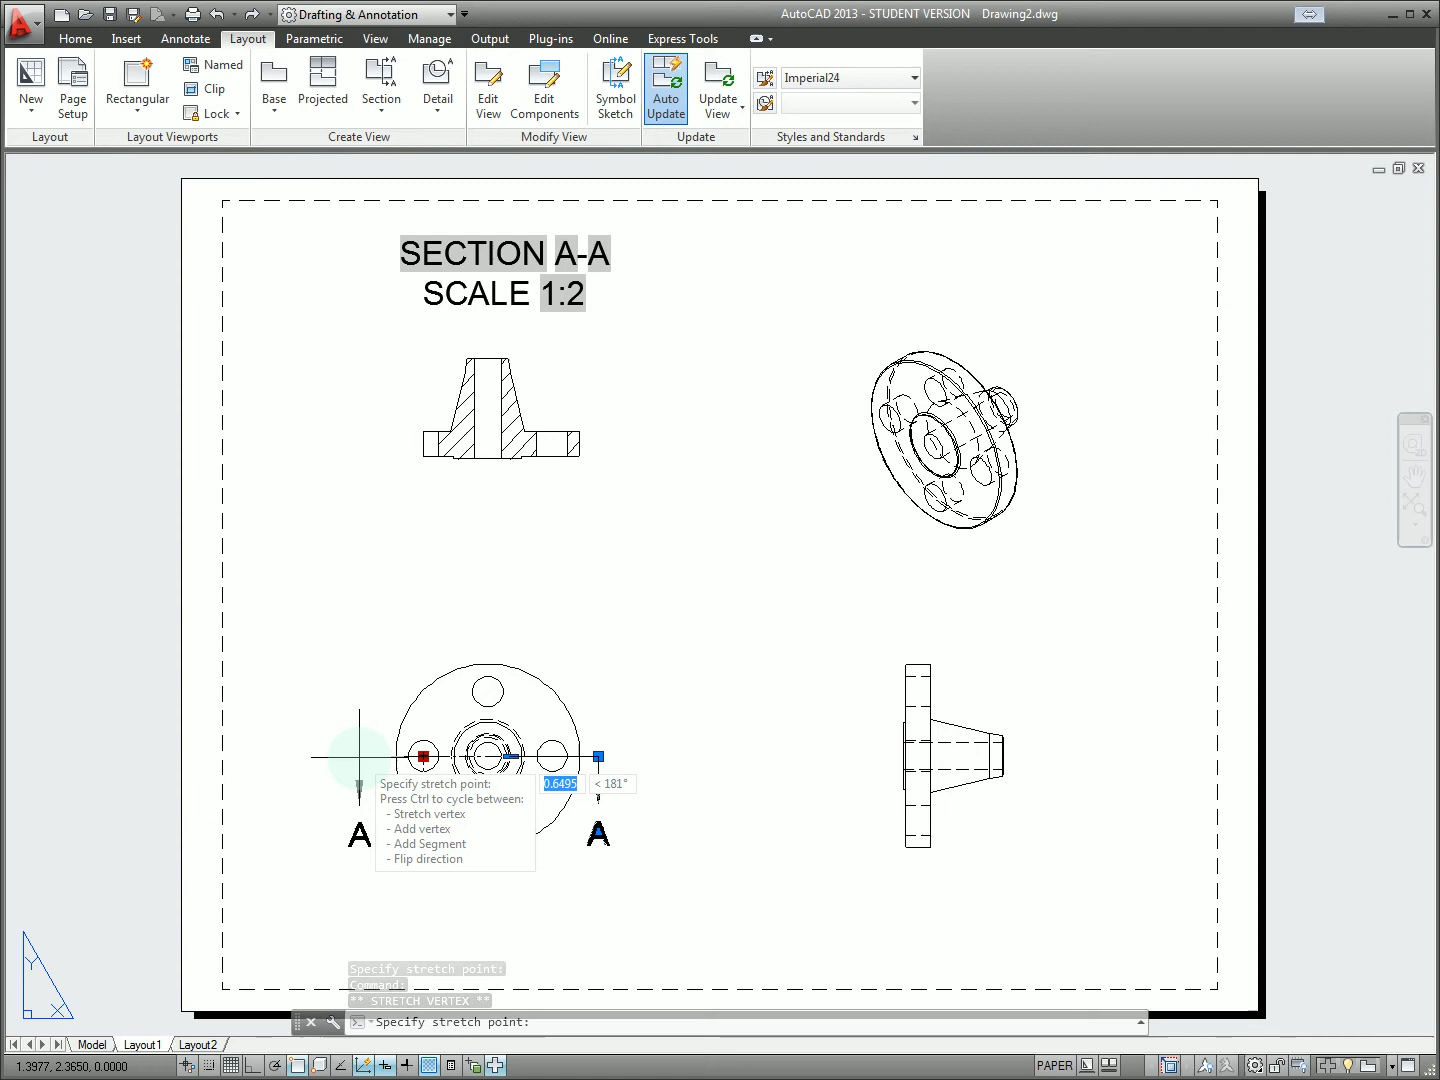 Drafting & Annotation
AutoCAD 2013 - STUDENT VERSION Drawing2.dwg
Home Insert Annotate Layout Parametric View Manage Output Plug-ins Online Express Tools
New
Page Setup
Layout
Rectangular
Named
Clip
Lock
Layout Viewports
Base
Projected
Section
Detail
Create View
Edit View
Edit Components
Symbol Sketch
Modify View
Auto Update
Update View
Update
Imperial24
Styles and Standards
SECTION A-A
SCALE 1:2
Specify stretch point: 0.6495 < 181°
Press Ctrl to cycle between:
- Stretch vertex
- Add vertex
- Add Segment
- Flip direction
A
A
Y
X
Specify stretch point:
Command:
** STRETCH VERTEX **
Specify stretch point:
Model Layout1 Layout2
1.3977, 2.3650, 0.0000
PAPER